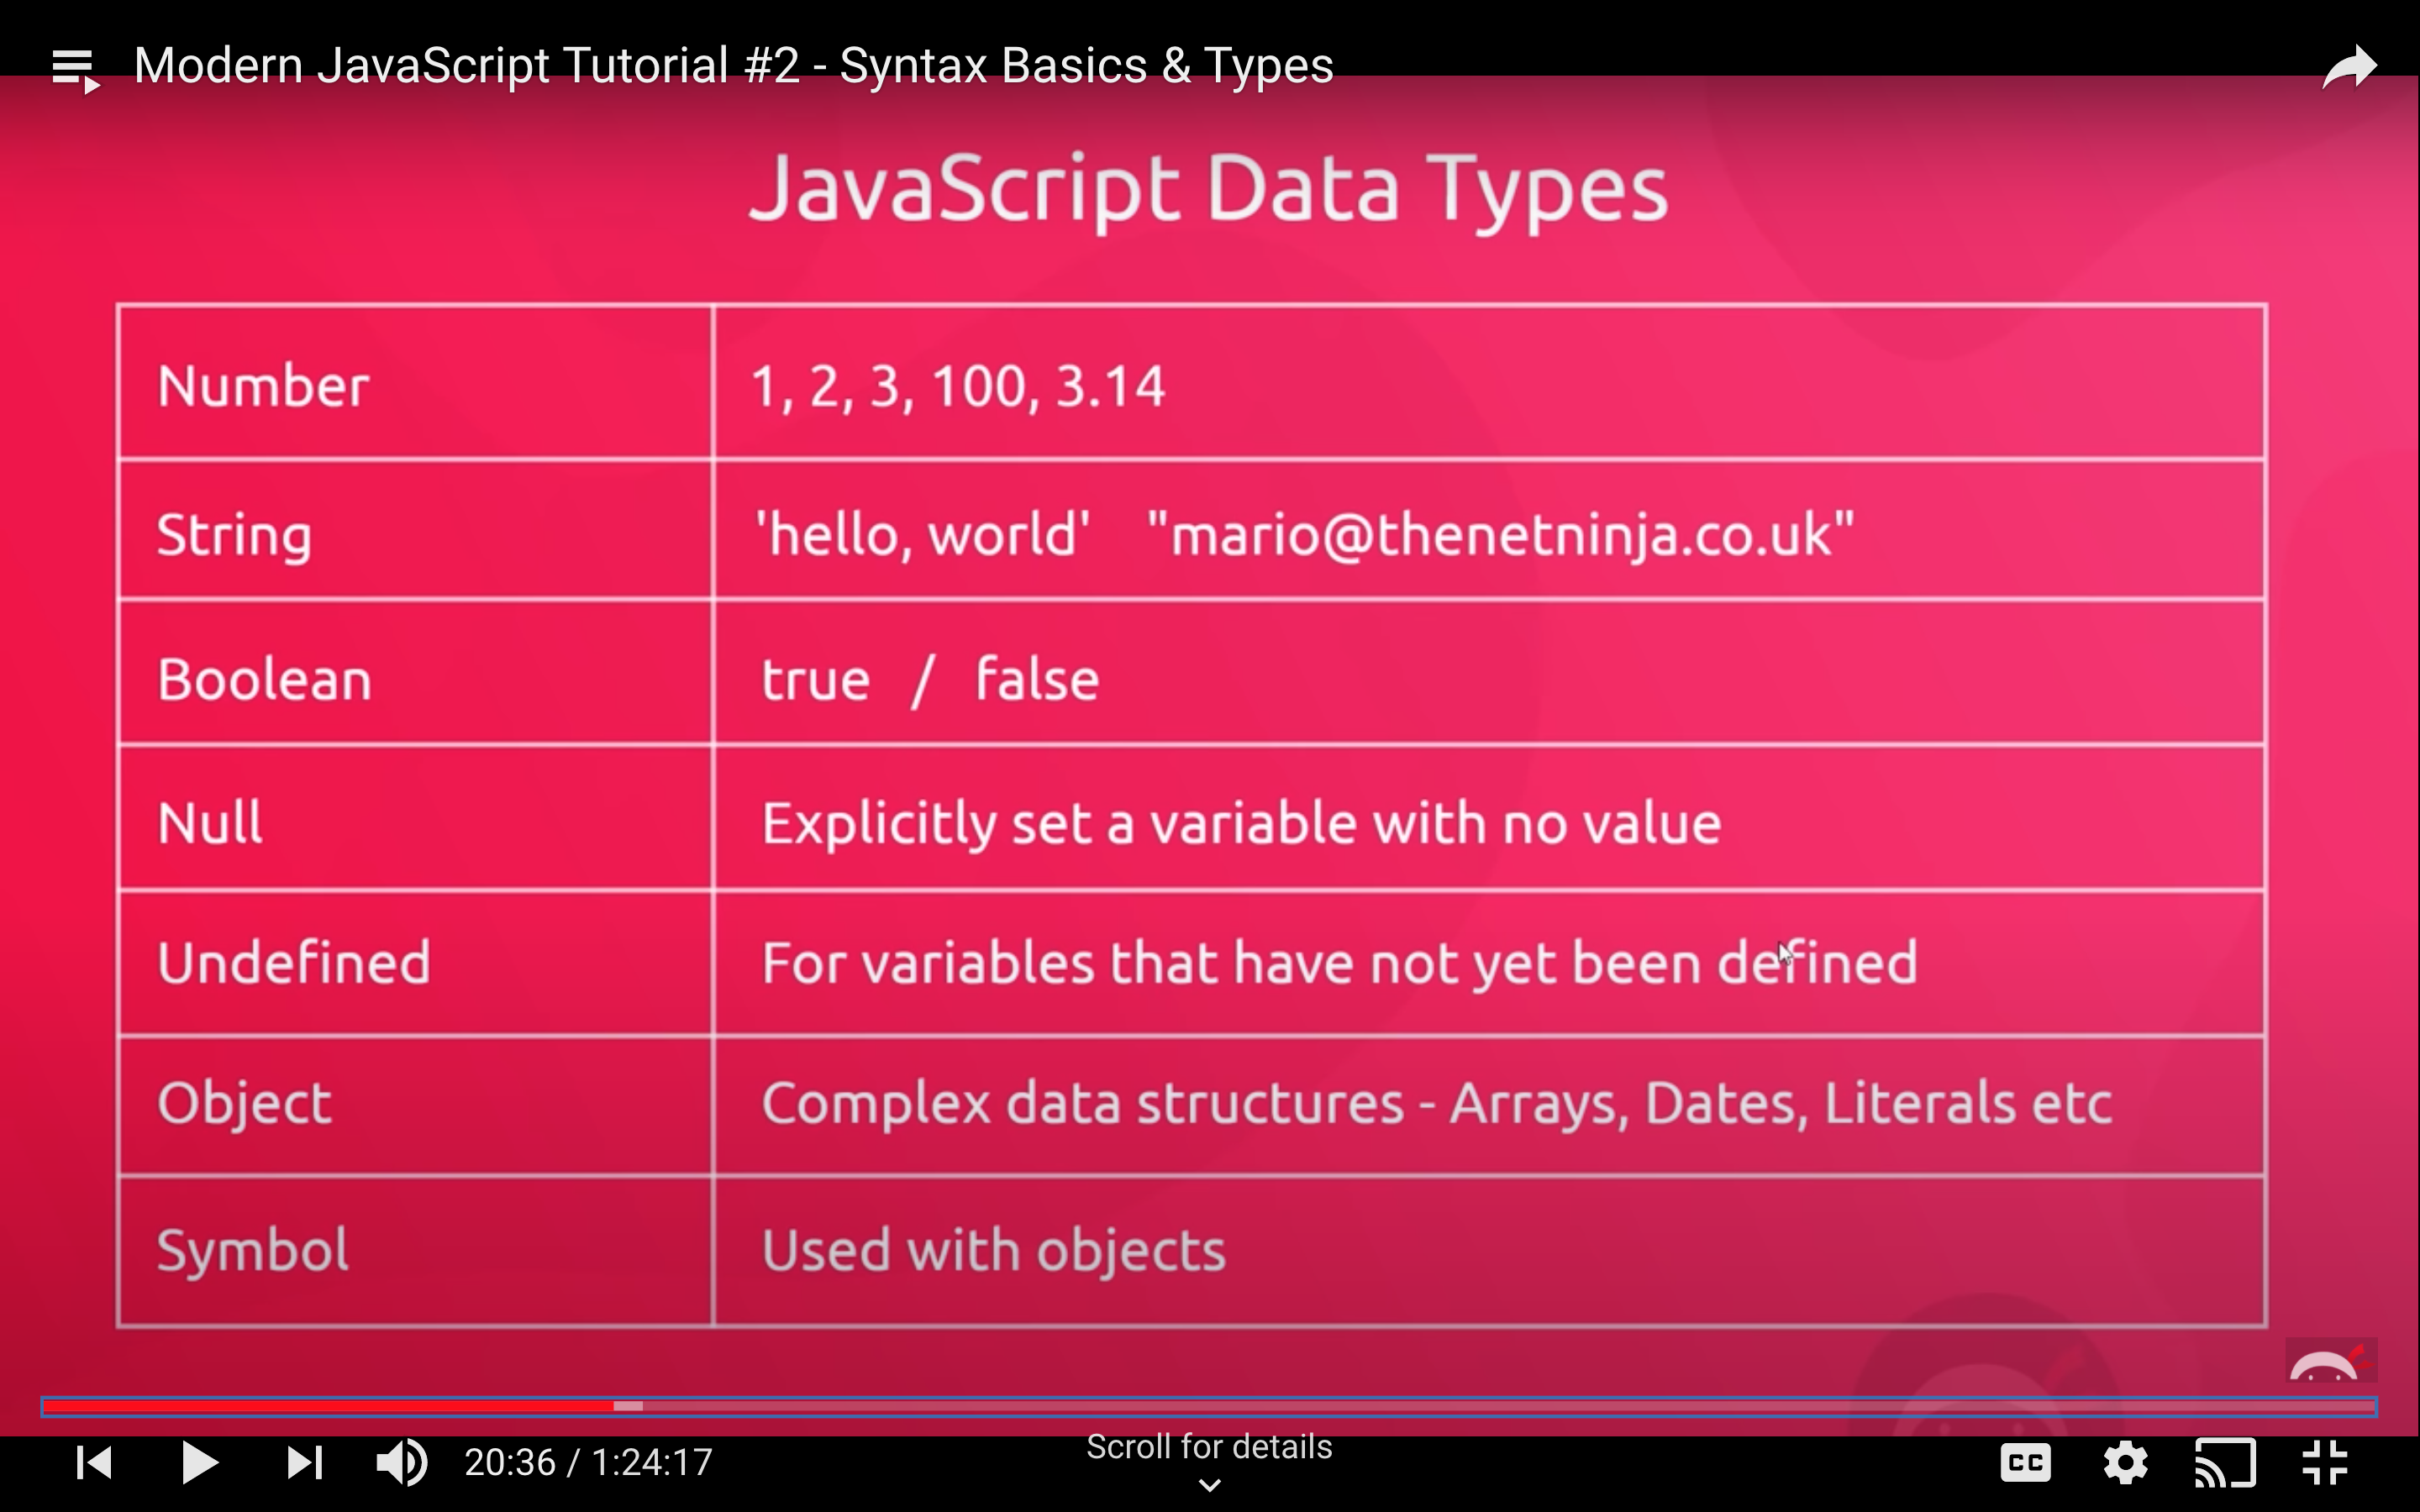 Modern JavaScript Tutorial #2 - Syntax Basics & Types
JavaScript Data Types
Number 1, 2, 3, 100, 3.14
String 'hello, world' "mario@thenetninja.co.uk"
Boolean true / false
Null Explicitly set a variable with no value
Undefined For variables that have not yet been defined
Object Complex data structures - Arrays, Dates, Literals etc
Symbol Used with objects
20:36 / 1:24:17 Scroll for details CC